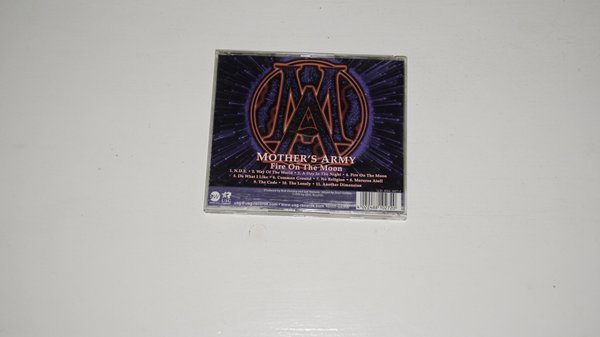 MOTHER'S ARMY
Fire On The Moon
1. N.D.E. • 2. Way Of The World • 3. A Day In The Night • 4. Fire On The Moon
5. Do What I Like • 6. Common Ground • 7. No Religion • 8. Mororoa Atoll
9. The Code • 10. The Lonely • 11. Another Dimension